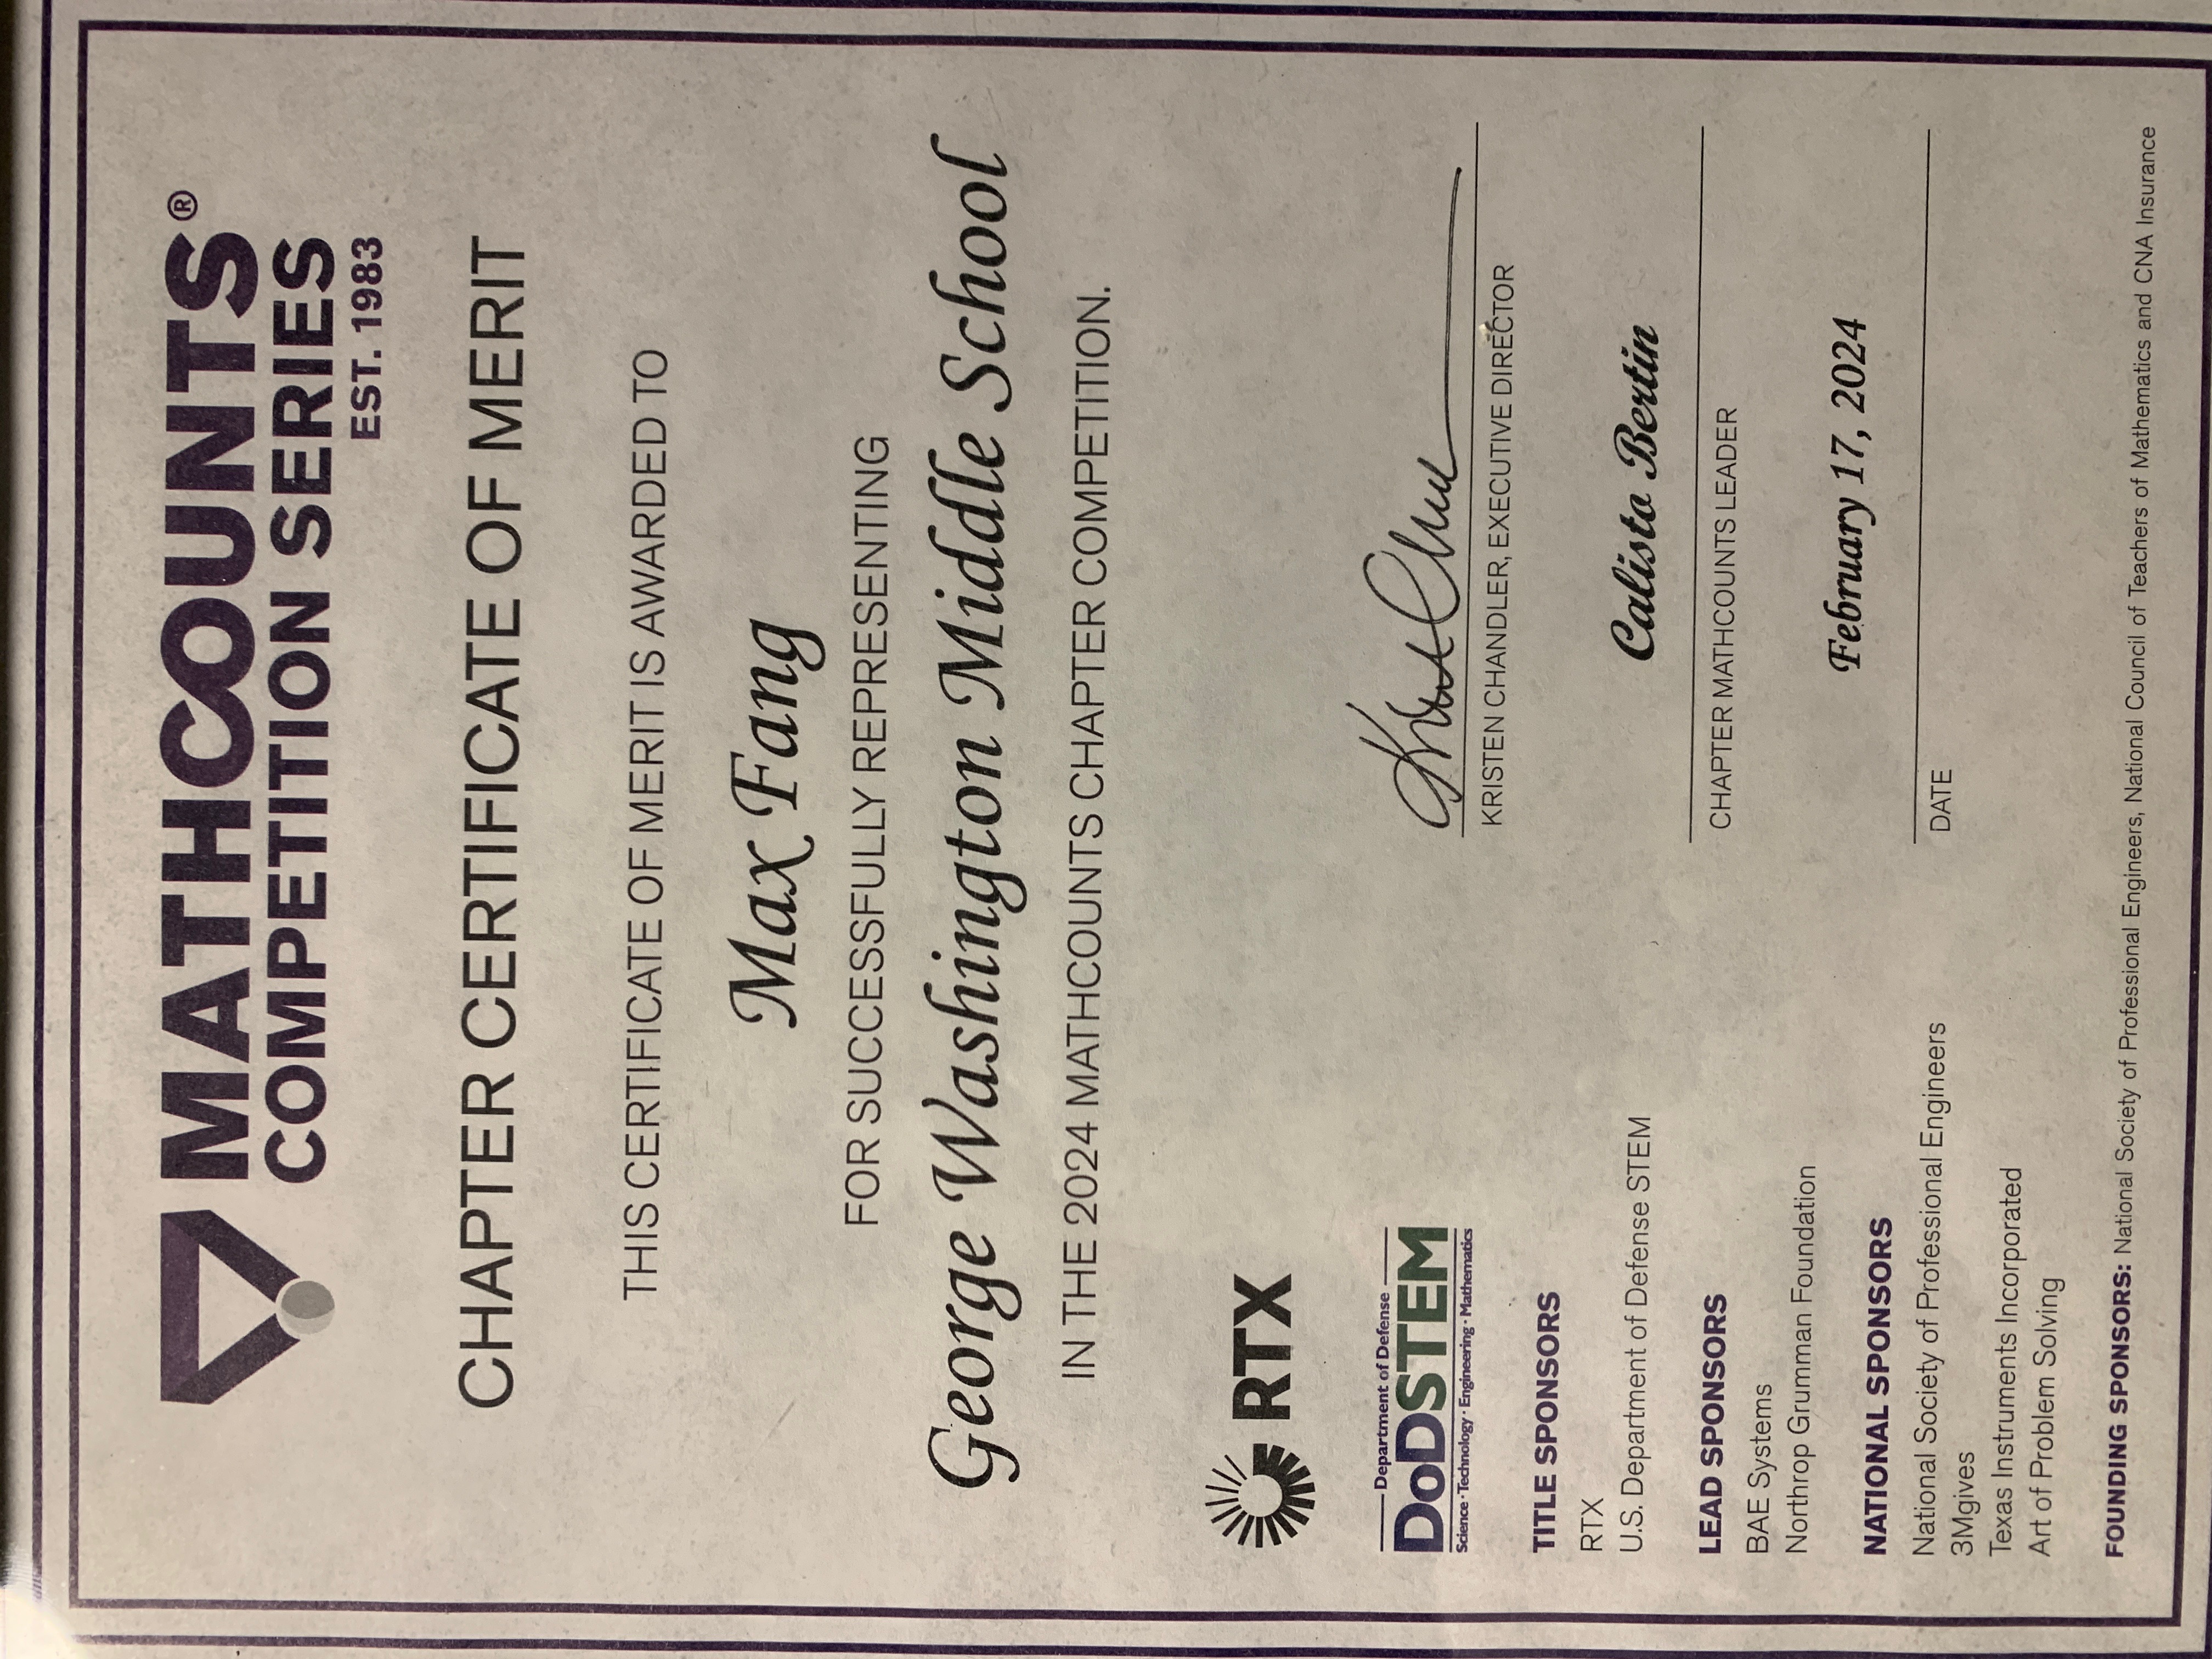 MATHCOUNTS®
COMPETITION SERIES
EST. 1983
CHAPTER CERTIFICATE OF MERIT
THIS CERTIFICATE OF MERIT IS AWARDED TO
Max Fang
FOR SUCCESSFULLY REPRESENTING
George Washington Middle School
IN THE 2024 MATHCOUNTS CHAPTER COMPETITION.
RTX
Department of Defense
DoDSTEM
Science · Technology · Engineering · Mathematics
TITLE SPONSORS
RTX
U.S. Department of Defense STEM
LEAD SPONSORS
BAE Systems
Northrop Grumman Foundation
NATIONAL SPONSORS
National Society of Professional Engineers
3Mgives
Texas Instruments Incorporated
Art of Problem Solving
KRISTEN CHANDLER, EXECUTIVE DIRECTOR
Calisto Bertin
CHAPTER MATHCOUNTS LEADER
February 17, 2024
DATE
FOUNDING SPONSORS: National Society of Professional Engineers, National Council of Teachers of Mathematics and CNA Insurance